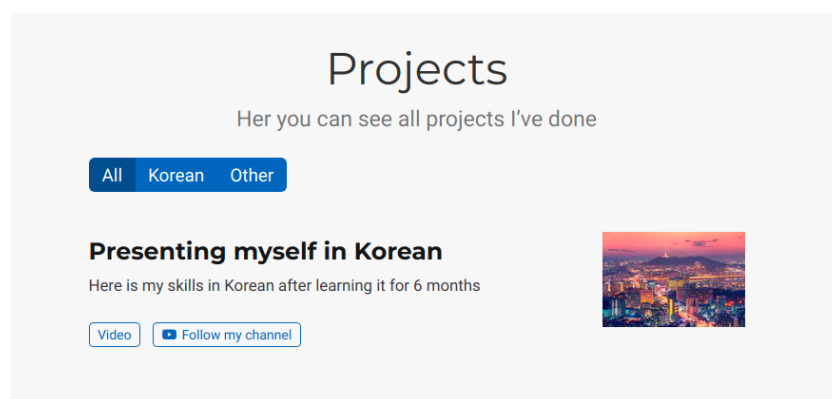 Projects
Her you can see all projects I’ve done
All Korean Other
Presenting myself in Korean
Here is my skills in Korean after learning it for 6 months
Video Follow my channel